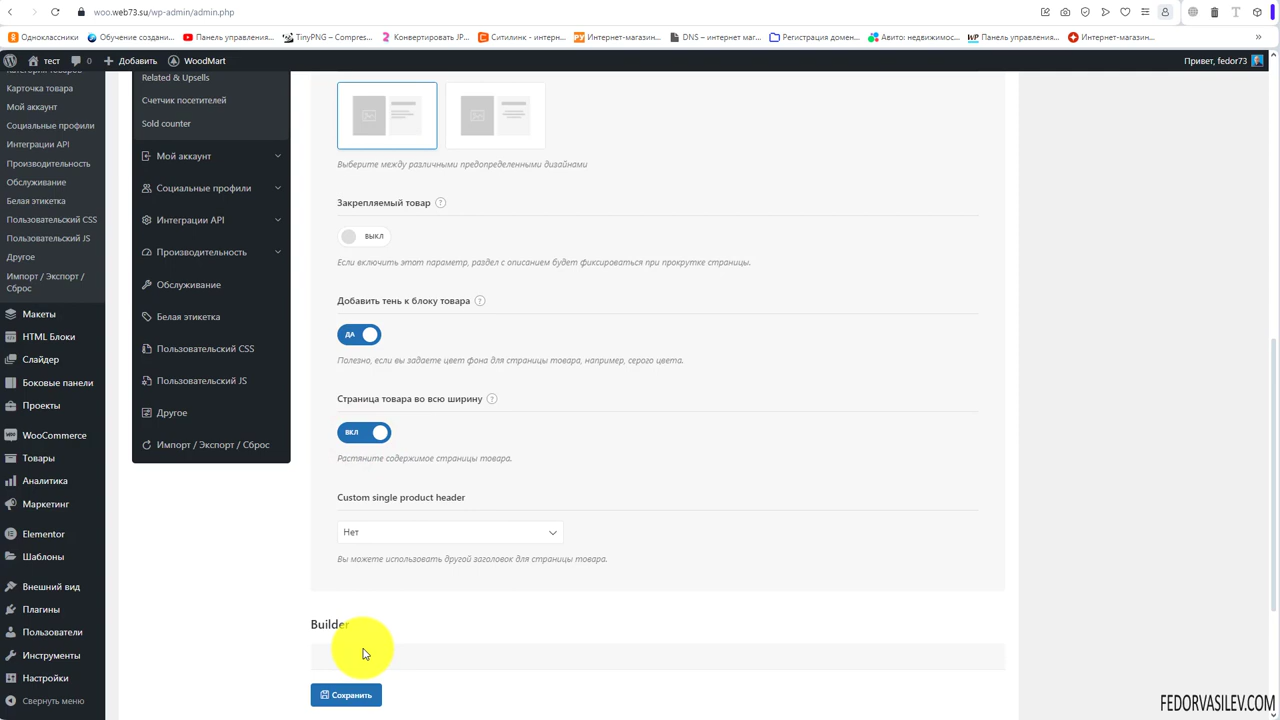 woo.web73.su/wp-admin/admin.php
Одноклассники
Обучение создани...
Панель управления...
TinyPNG – Compres...
Конвертировать JP...
Ситилинк - интерн...
Интернет-магазин...
DNS – интернет маг...
Регистрация домен...
Авито: недвижимос...
WP Панель управления...
Интернет-магазин...
тест
0
Добавить
WoodMart
Привет, fedor73
Категории товаров
Карточка товара
Мой аккаунт
Социальные профили
Интеграции API
Производительность
Обслуживание
Белая этикетка
Пользовательский CSS
Пользовательский JS
Другое
Импорт / Экспорт /
Сброс
Макеты
HTML Блоки
Слайдер
Боковые панели
Проекты
WooCommerce
Товары
Аналитика
Маркетинг
Elementor
Шаблоны
Внешний вид
Плагины
Пользователи
Инструменты
Настройки
Свернуть меню
Related & Upsells
Счетчик посетителей
Sold counter
Мой аккаунт
Социальные профили
Интеграции API
Производительность
Обслуживание
Белая этикетка
Пользовательский CSS
Пользовательский JS
Другое
Импорт / Экспорт / Сброс
Выберите между различными предопределенными дизайнами
Закрепляемый товар ?
ВЫКЛ
Если включить этот параметр, раздел с описанием будет фиксироваться при прокрутке страницы.
Добавить тень к блоку товара ?
ДА
Полезно, если вы задаете цвет фона для страницы товара, например, серого цвета.
Страница товара во всю ширину ?
ВКЛ
Растяните содержимое страницы товара.
Custom single product header
Нет
Вы можете использовать другой заголовок для страницы товара.
Builder
Сохранить
FEDORVASILEV.COM